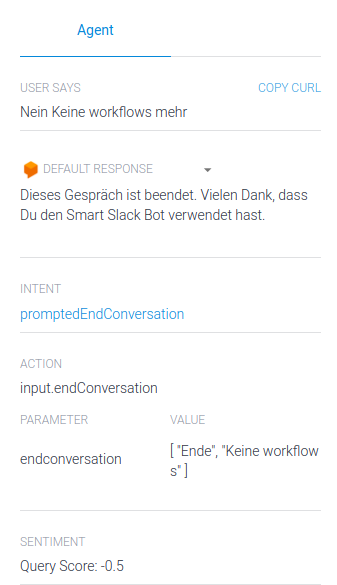 Agent
USER SAYS COPY CURL
Nein Keine workflows mehr
DEFAULT RESPONSE
Dieses Gespräch ist beendet. Vielen Dank, dass
Du den Smart Slack Bot verwendet hast.
INTENT
promptedEndConversation
ACTION
input.endConversation
PARAMETER VALUE
endconversation [ "Ende", "Keine workflow
s" ]
SENTIMENT
Query Score: -0.5